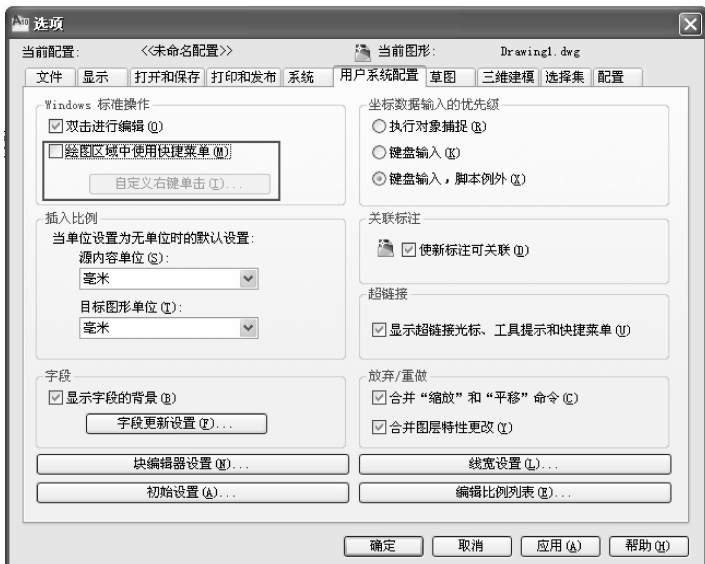 选项
当前配置: <<未命名配置>> 当前图形: Drawing1.dwg
文件 显示 打开和保存 打印和发布 系统 用户系统配置 草图 三维建模 选择集 配置
Windows 标准操作
双击进行编辑(O)
绘图区域中使用快捷菜单(M)
自定义右键单击(I)...
插入比例
当单位设置为无单位时的默认设置:
源内容单位(S):
毫米
目标图形单位(T):
毫米
字段
显示字段的背景(B)
字段更新设置(F)...
坐标数据输入的优先级
执行对象捕捉(R)
键盘输入(K)
键盘输入，脚本例外(X)
关联标注
使新标注可关联(D)
超链接
显示超链接光标、工具提示和快捷菜单(U)
放弃/重做
合并“缩放”和“平移”命令(C)
合并图层特性更改(Y)
块编辑器设置(N)... 线宽设置(L)...
初始设置(A)... 编辑比例列表(E)...
确定 取消 应用(A) 帮助(H)